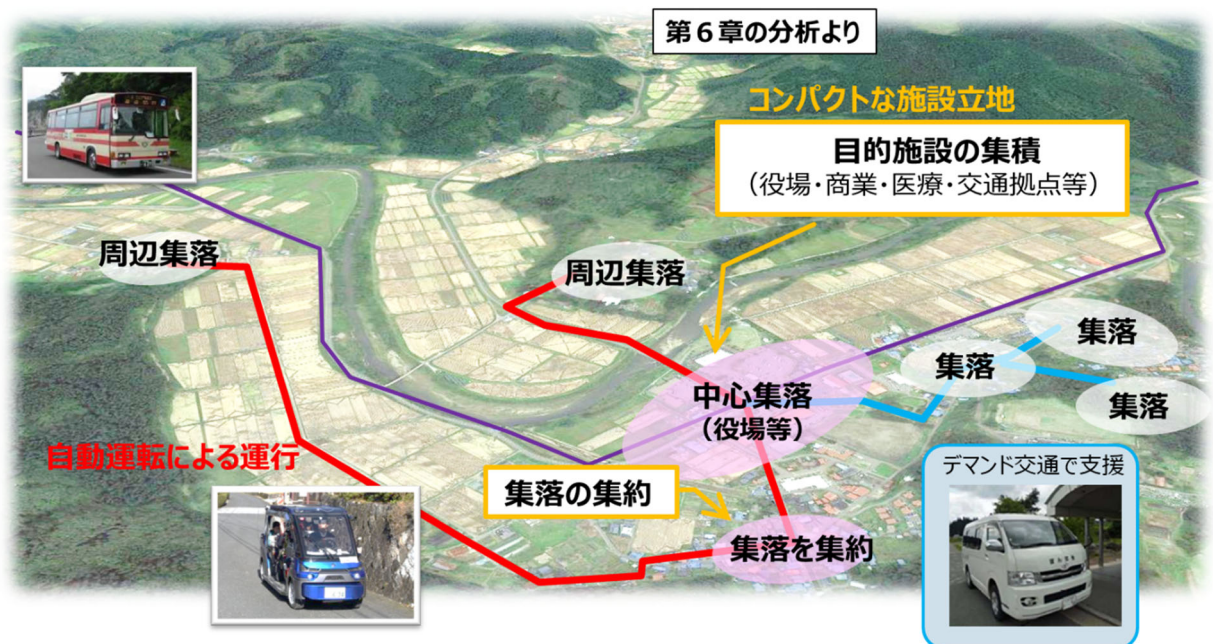 第６章の分析より
コンパクトな施設立地
目的施設の集積
（役場・商業・医療・交通拠点等）
周辺集落
周辺集落
集落
集落
集落
中心集落
（役場等）
自動運転による運行
集落の集約
集落を集約
デマンド交通で支援